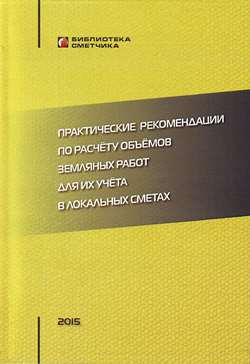 БИБЛИОТЕКА
СМЕТЧИКА
ПРАКТИЧЕСКИЕ РЕКОМЕНДАЦИИ
ПО РАСЧЁТУ ОБЪЁМОВ
ЗЕМЛЯНЫХ РАБОТ
ДЛЯ ИХ УЧЁТА
В ЛОКАЛЬНЫХ СМЕТАХ
2015